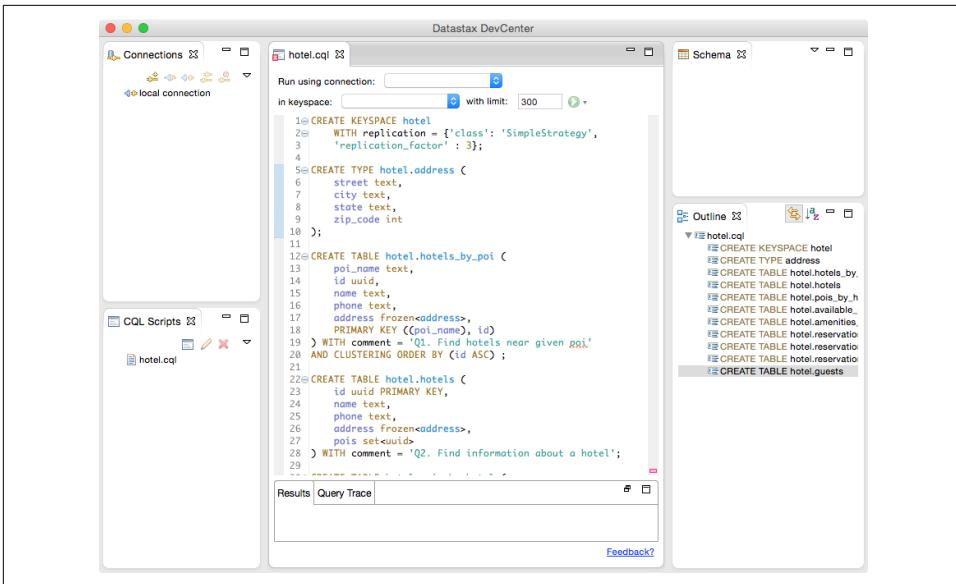 Datastax DevCenter
Connections
local connection
CQL Scripts
hotel.cql
hotel.cql
Run using connection:
in keyspace:
with limit: 300
1 CREATE KEYSPACE hotel
2 WITH replication = {'class': 'SimpleStrategy',
3 'replication_factor' : 3};
4
5 CREATE TYPE hotel.address (
6 street text,
7 city text,
8 state text,
9 zip_code int
10 );
11
12 CREATE TABLE hotel.hotels_by_poi (
13 poi_name text,
14 id uuid,
15 name text,
16 phone text,
17 address frozen<address>,
18 PRIMARY KEY ((poi_name), id)
19 ) WITH comment = 'Q1. Find hotels near given poi'
20 AND CLUSTERING ORDER BY (id ASC) ;
21
22 CREATE TABLE hotel.hotels (
23 id uuid PRIMARY KEY,
24 name text,
25 phone text,
26 address frozen<address>,
27 pois set<uuid>
28 ) WITH comment = 'Q2. Find information about a hotel';
29
Results
Query Trace
Feedback?
Schema
Outline
hotel.cql
CREATE KEYSPACE hotel
CREATE TYPE address
CREATE TABLE hotel.hotels_by_
CREATE TABLE hotel.hotels
CREATE TABLE hotel.pois_by_h
CREATE TABLE hotel.available_
CREATE TABLE hotel.amenities_
CREATE TABLE hotel.reservatio
CREATE TABLE hotel.reservatio
CREATE TABLE hotel.reservatio
CREATE TABLE hotel.guests